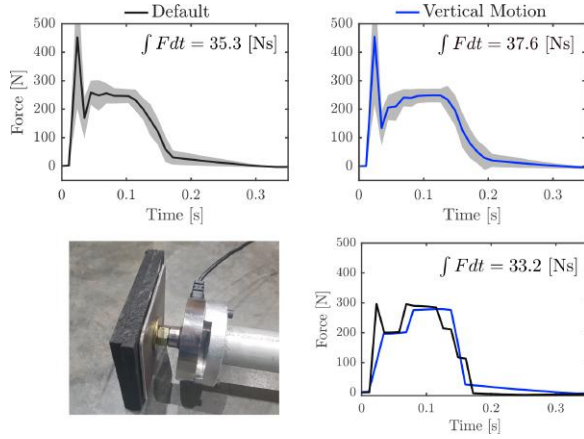 Default
Vertical Motion
500
400
300
200
100
0
Force [N]
∫ Fdt = 35.3 [Ns]
0 0.1 0.2 0.3
Time [s]
500
400
300
200
100
0
∫ Fdt = 37.6 [Ns]
0 0.1 0.2 0.3
Time [s]
500
400
300
200
100
0
Force [N]
∫ Fdt = 33.2 [Ns]
0 0.1 0.2 0.3
Time [s]